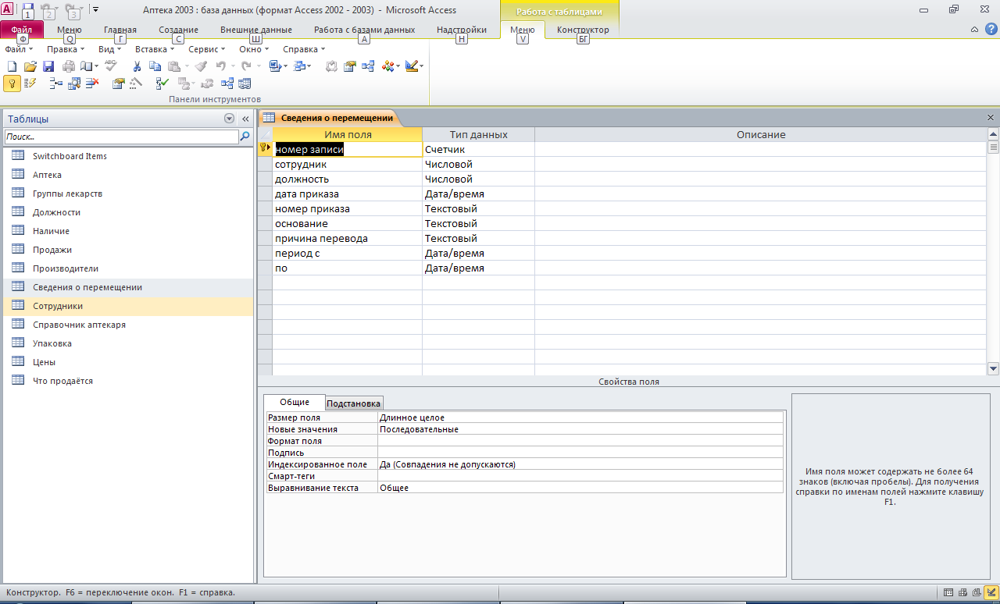 Аптека 2003 : база данных (формат Access 2002 - 2003) - Microsoft Access
Работа с таблицами
1 2 3
Файл Меню Главная Создание Внешние данные Работа с базами данных Надстройки Меню Конструктор
Ф Q Г С Ш А Н V БГ
Файл Правка Вид Вставка Сервис Окно Справка
Панели инструментов
Таблицы
Поиск...
Switchboard Items
Аптека
Группы лекарств
Должности
Наличие
Продажи
Производители
Сведения о перемещении
Сотрудники
Справочник аптекаря
Упаковка
Цены
Что продаётся
Сведения о перемещении
Имя поля Тип данных Описание
номер записи Счетчик
сотрудник Числовой
должность Числовой
дата приказа Дата/время
номер приказа Текстовый
основание Текстовый
причина перевода Текстовый
период с Дата/время
по Дата/время
Свойства поля
Общие Подстановка
Размер поля Длинное целое
Новые значения Последовательные
Формат поля
Подпись
Индексированное поле Да (Совпадения не допускаются)
Смарт-теги
Выравнивание текста Общее
Имя поля может содержать не более 64
знаков (включая пробелы). Для получения
справки по именам полей нажмите клавишу
F1.
Конструктор. F6 = переключение окон. F1 = справка.